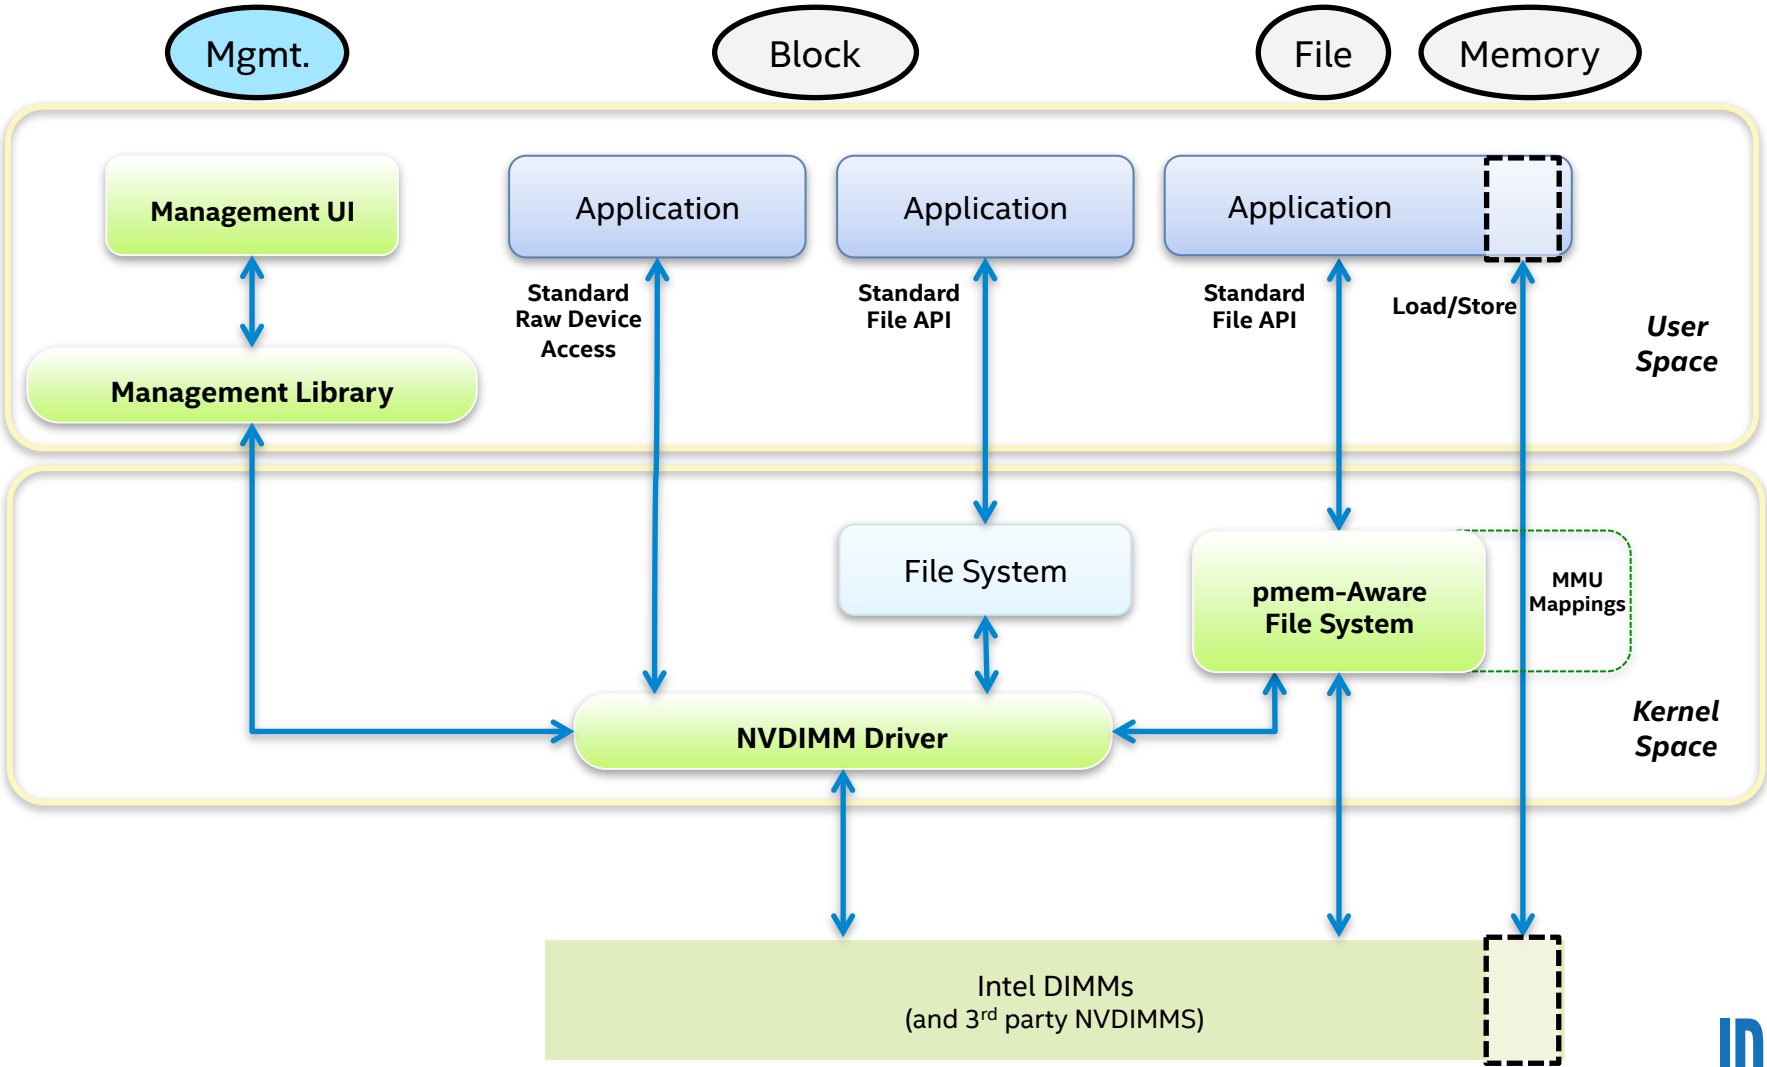 Mgmt.
Block
File
Memory
Management UI
Application
Application
Application
Standard
Raw Device
Access
Standard
File API
Standard
File API
Load/Store
User
Space
Management Library
File System
pmem-Aware
File System
MMU
Mappings
NVDIMM Driver
Kernel
Space
Intel DIMMs
(and 3rd party NVDIMMS)